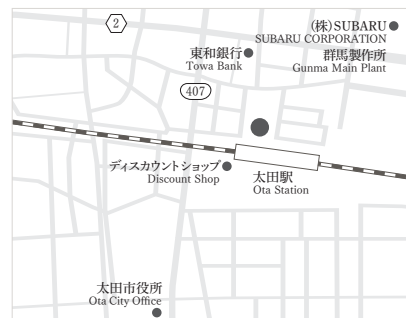 2
(株)SUBARU
SUBARU CORPORATION
群馬製作所
Gunma Main Plant
東和銀行
Towa Bank
407
ディスカウントショップ
Discount Shop
太田駅
Ota Station
太田市役所
Ota City Office